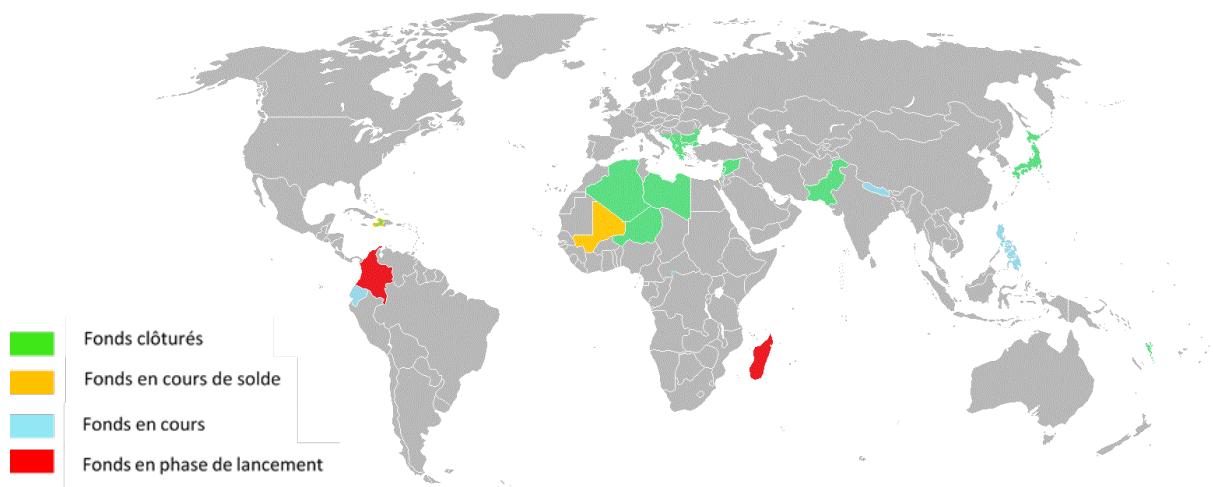 Fonds clôturés
Fonds en cours de solde
Fonds en cours
Fonds en phase de lancement